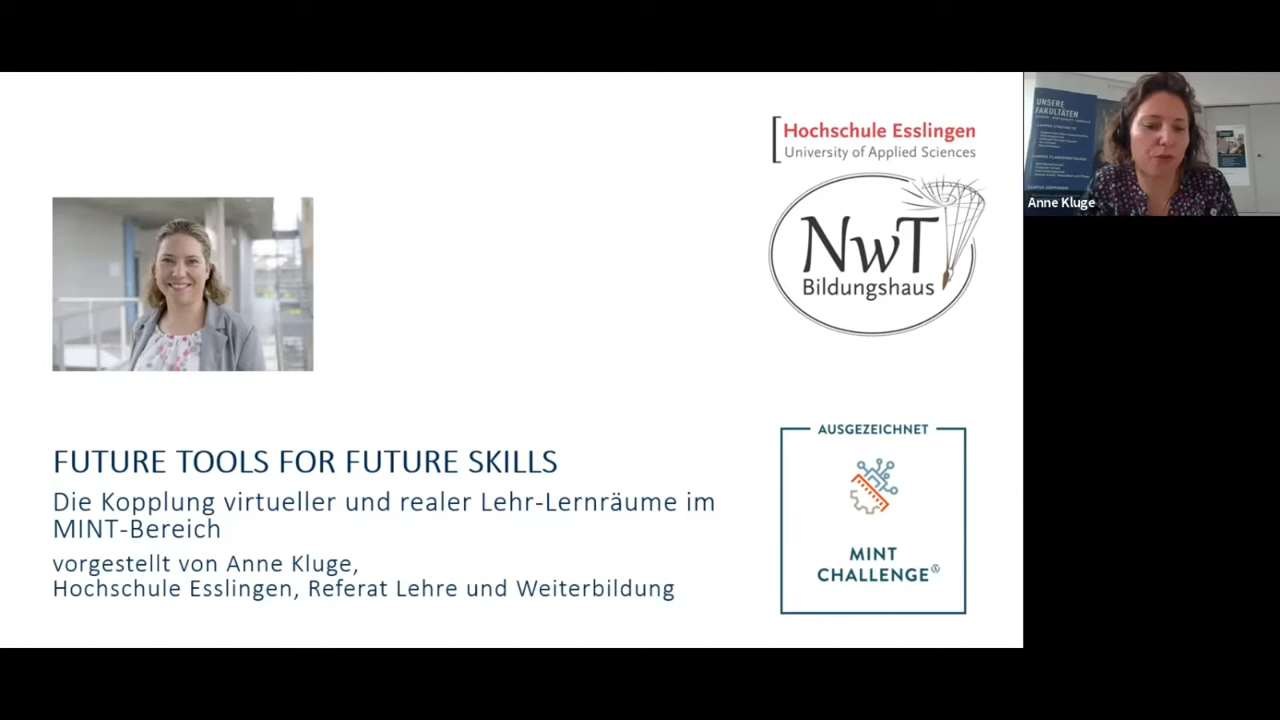 Hochschule Esslingen
University of Applied Sciences
NwT
Bildungshaus
FUTURE TOOLS FOR FUTURE SKILLS
Die Kopplung virtueller und realer Lehr-Lernräume im
MINT-Bereich
vorgestellt von Anne Kluge,
Hochschule Esslingen, Referat Lehre und Weiterbildung
AUSGEZEICHNET
MINT
CHALLENGE
UNSERE
FAKULTÄTEN
Anne Kluge